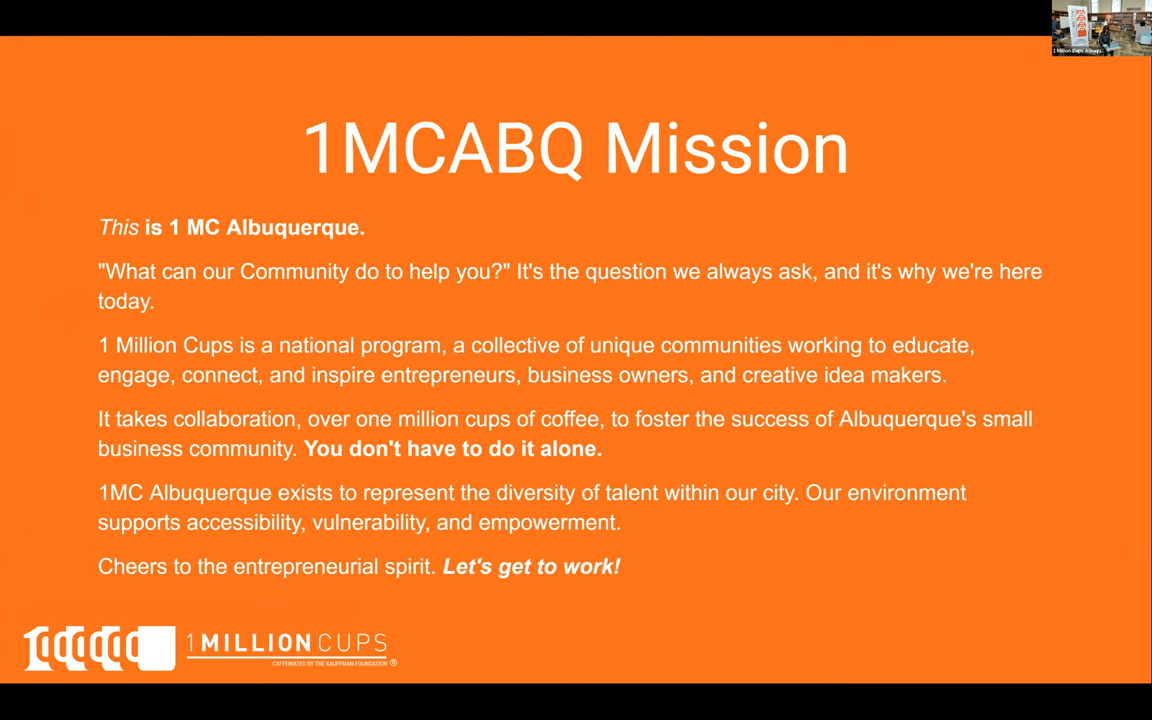 1 Million Cups Albuqu...
1MCABQ Mission
This is 1 MC Albuquerque.
"What can our Community do to help you?" It's the question we always ask, and it's why we're here
today.
1 Million Cups is a national program, a collective of unique communities working to educate,
engage, connect, and inspire entrepreneurs, business owners, and creative idea makers.
It takes collaboration, over one million cups of coffee, to foster the success of Albuquerque's small
business community. You don't have to do it alone.
1MC Albuquerque exists to represent the diversity of talent within our city. Our environment
supports accessibility, vulnerability, and empowerment.
Cheers to the entrepreneurial spirit. Let's get to work!
1MILLIONCUPS
CAFFEINATED BY THE KAUFFMAN FOUNDATION ®